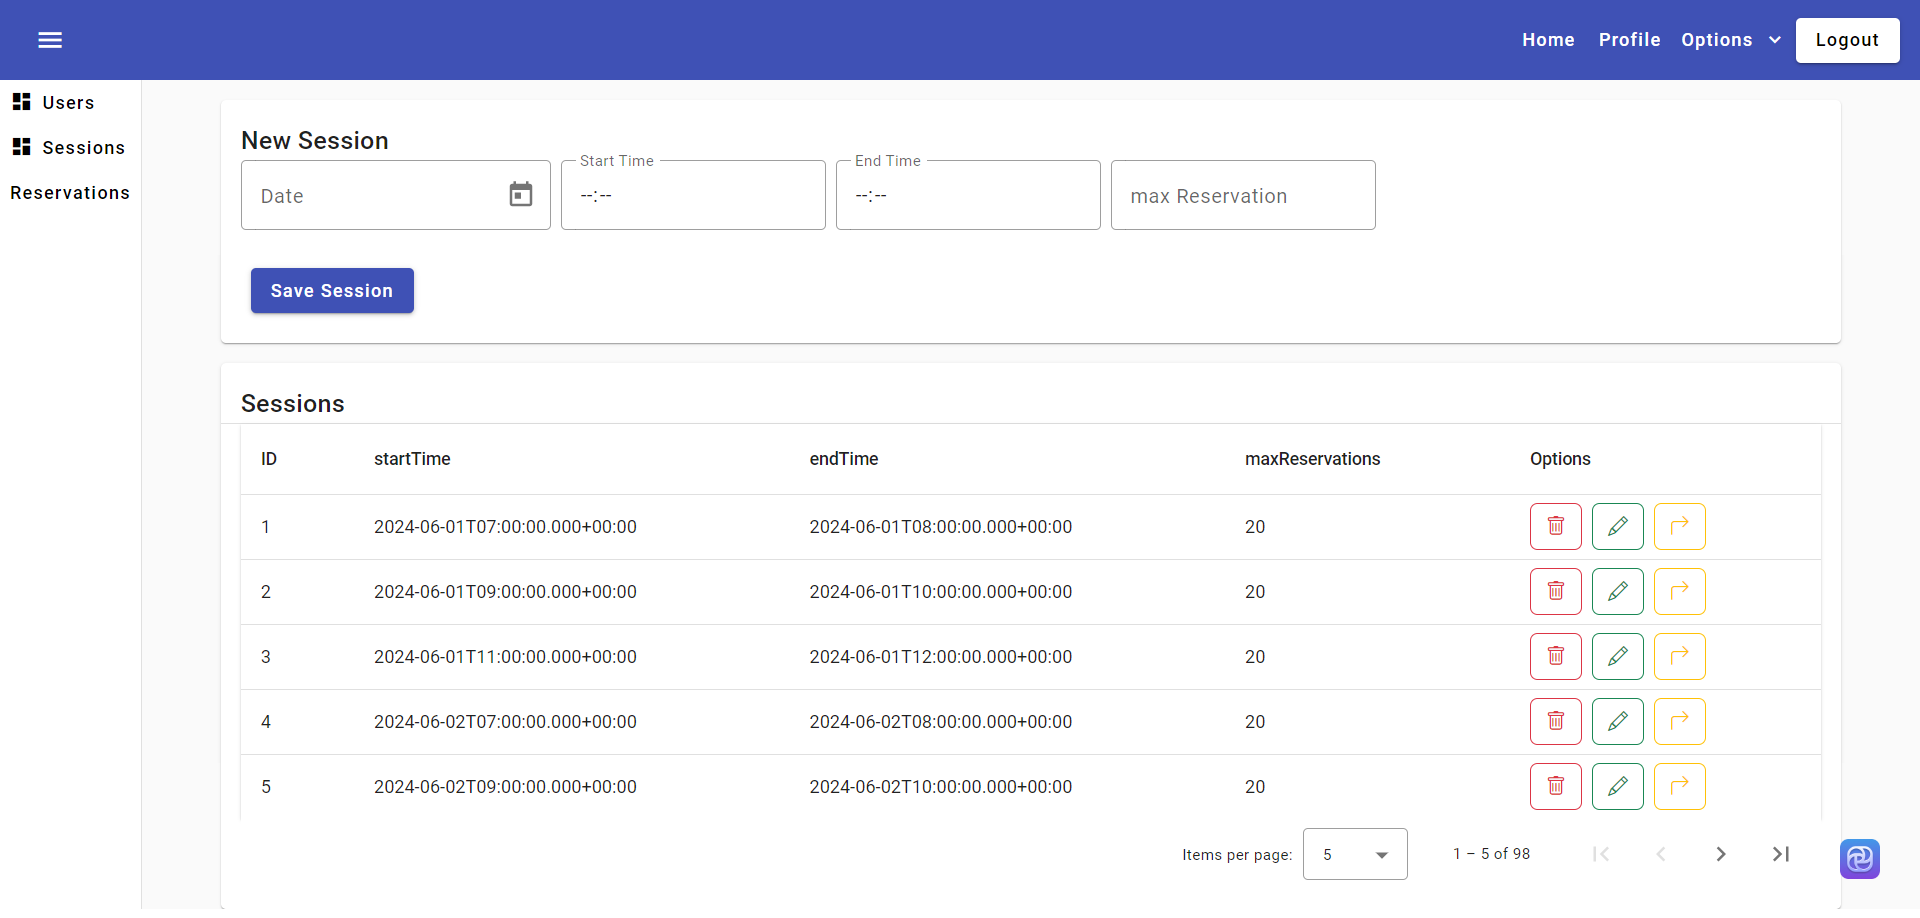 Home Profile Options Logout
Users
Sessions
Reservations
New Session
Date
Start Time
--:--
End Time
--:--
max Reservation
Save Session
Sessions
ID startTime endTime maxReservations Options
1 2024-06-01T07:00:00.000+00:00 2024-06-01T08:00:00.000+00:00 20
2 2024-06-01T09:00:00.000+00:00 2024-06-01T10:00:00.000+00:00 20
3 2024-06-01T11:00:00.000+00:00 2024-06-01T12:00:00.000+00:00 20
4 2024-06-02T07:00:00.000+00:00 2024-06-02T08:00:00.000+00:00 20
5 2024-06-02T09:00:00.000+00:00 2024-06-02T10:00:00.000+00:00 20
Items per page: 5 1 – 5 of 98